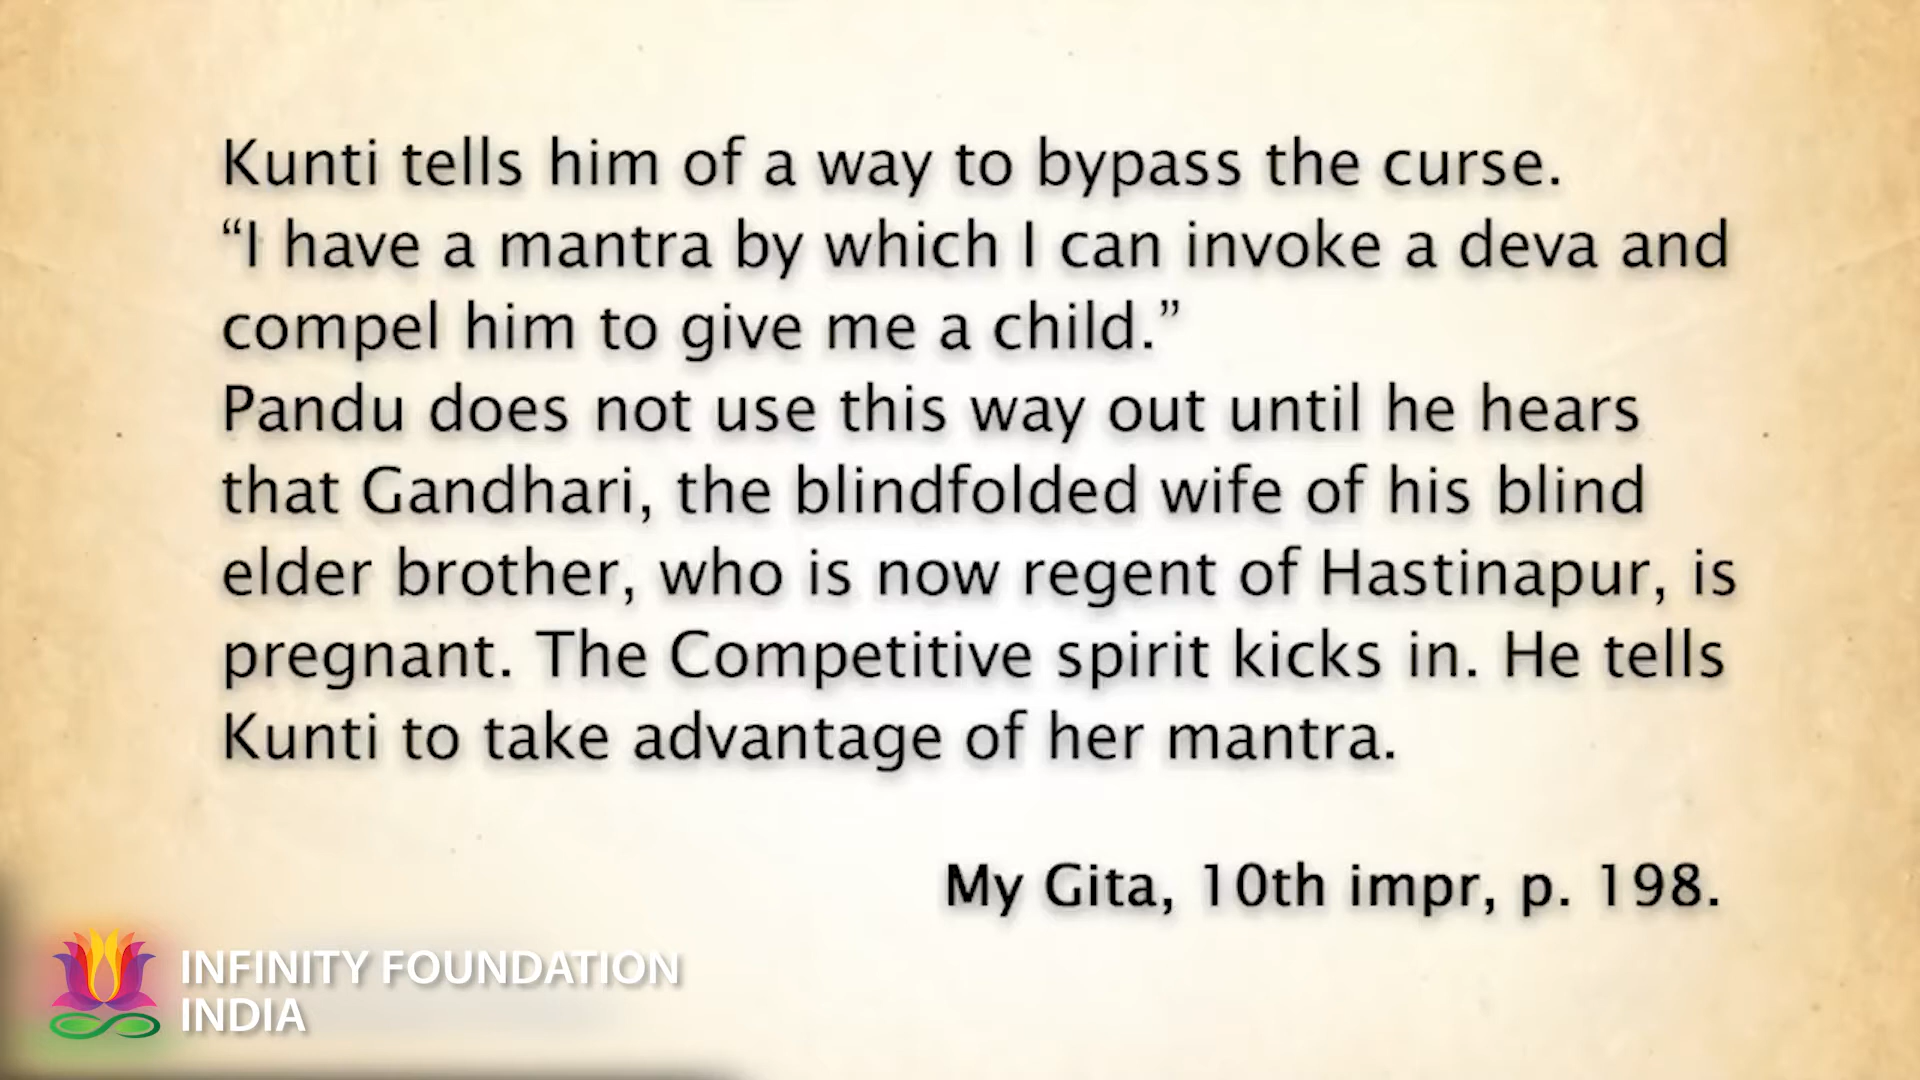 Kunti tells him of a way to bypass the curse.
“I have a mantra by which I can invoke a deva and
compel him to give me a child.”
Pandu does not use this way out until he hears
that Gandhari, the blindfolded wife of his blind
elder brother, who is now regent of Hastinapur, is
pregnant. The Competitive spirit kicks in. He tells
Kunti to take advantage of her mantra.
My Gita, 10th impr, p. 198.
INFINITY FOUNDATION
INDIA